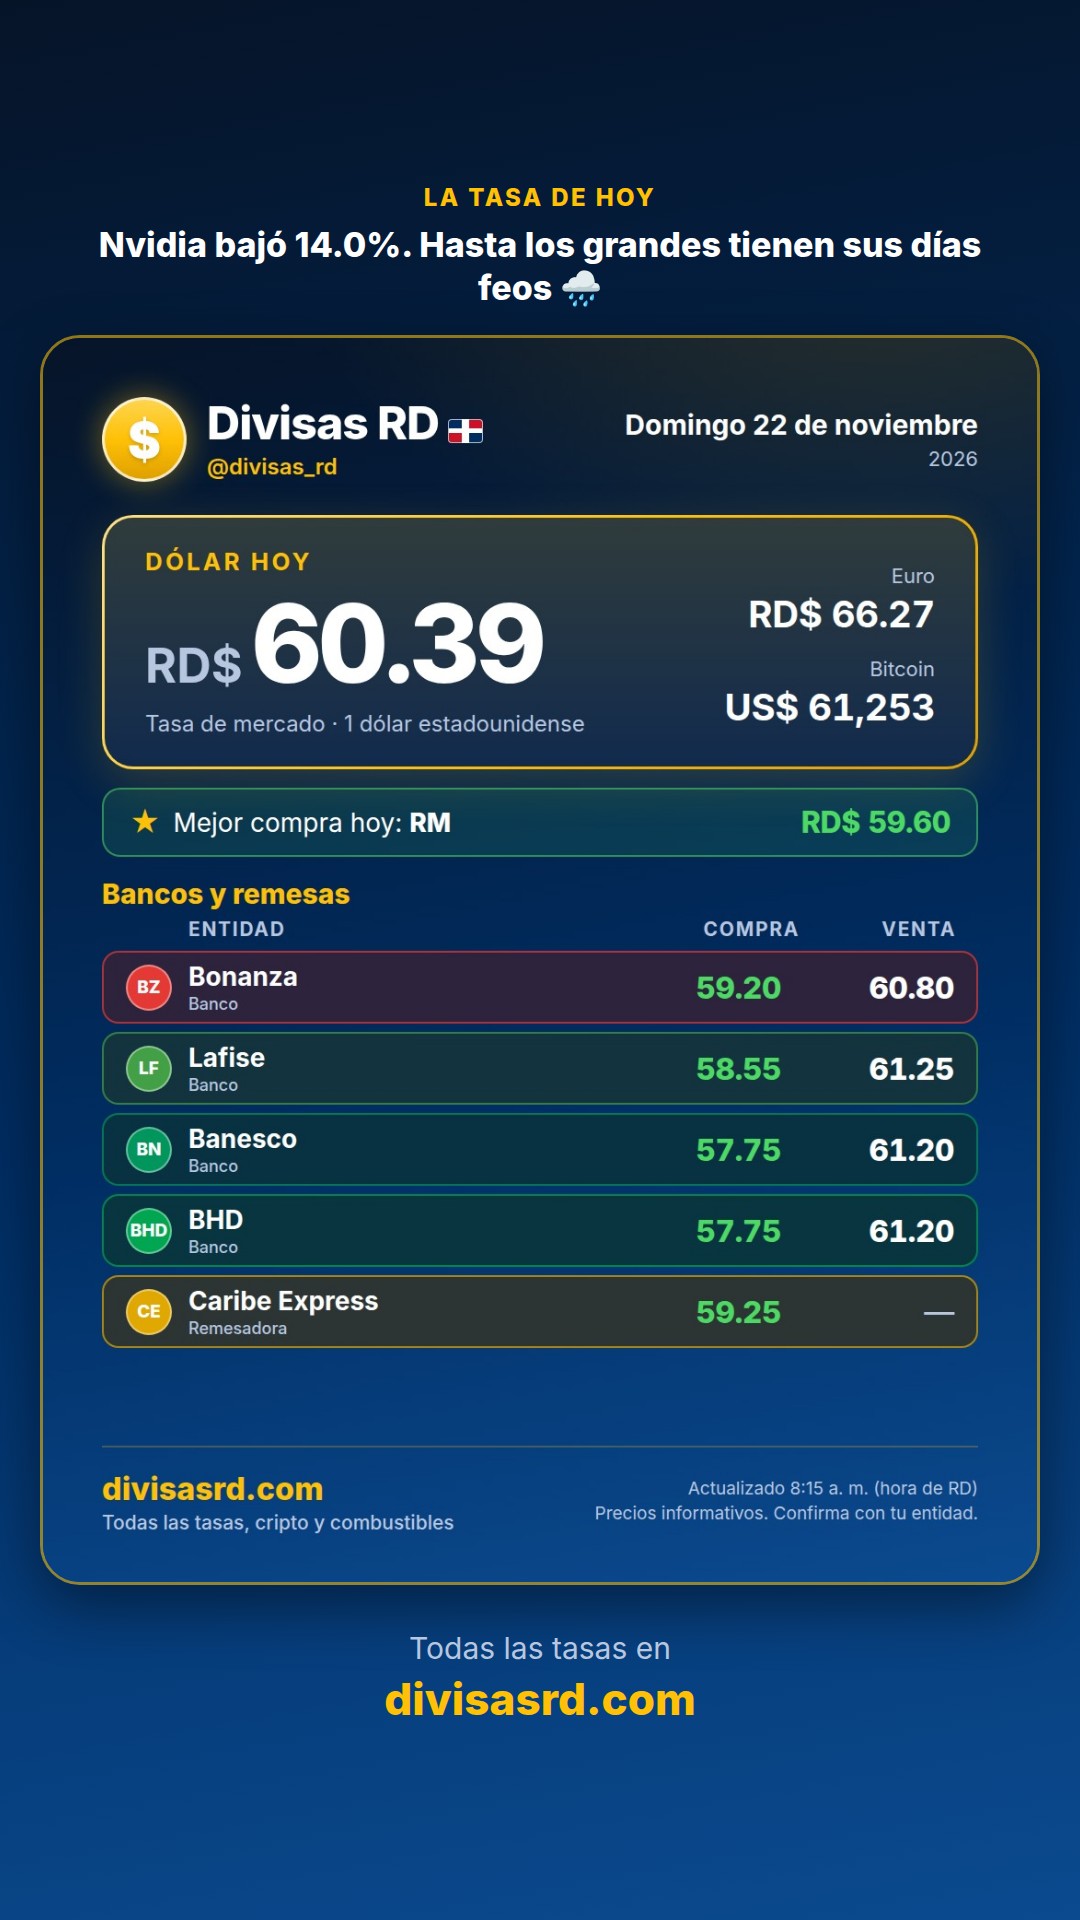 LA TASA DE HOY
Nvidia bajó 14.0%. Hasta los grandes tienen sus días
feos 🌧️
$
Divisas RD
@divisas_rd
Domingo 22 de noviembre
2026
DÓLAR HOY
RD$ 60.39
Tasa de mercado · 1 dólar estadounidense
Euro
RD$ 66.27
Bitcoin
US$ 61,253
★ Mejor compra hoy: RM RD$ 59.60
Bancos y remesas
ENTIDAD COMPRA VENTA
BZ Bonanza 59.20 60.80
Banco
LF Lafise 58.55 61.25
Banco
BN Banesco 57.75 61.20
Banco
BHD BHD 57.75 61.20
Banco
CE Caribe Express 59.25 —
Remesadora
divisasrd.com
Todas las tasas, cripto y combustibles
Actualizado 8:15 a. m. (hora de RD)
Precios informativos. Confirma con tu entidad.
Todas las tasas en
divisasrd.com